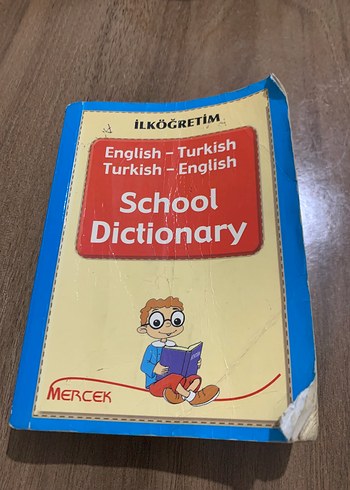 İLKÖĞRETİM
English – Turkish
Turkish – English
School
Dictionary
MERCEK